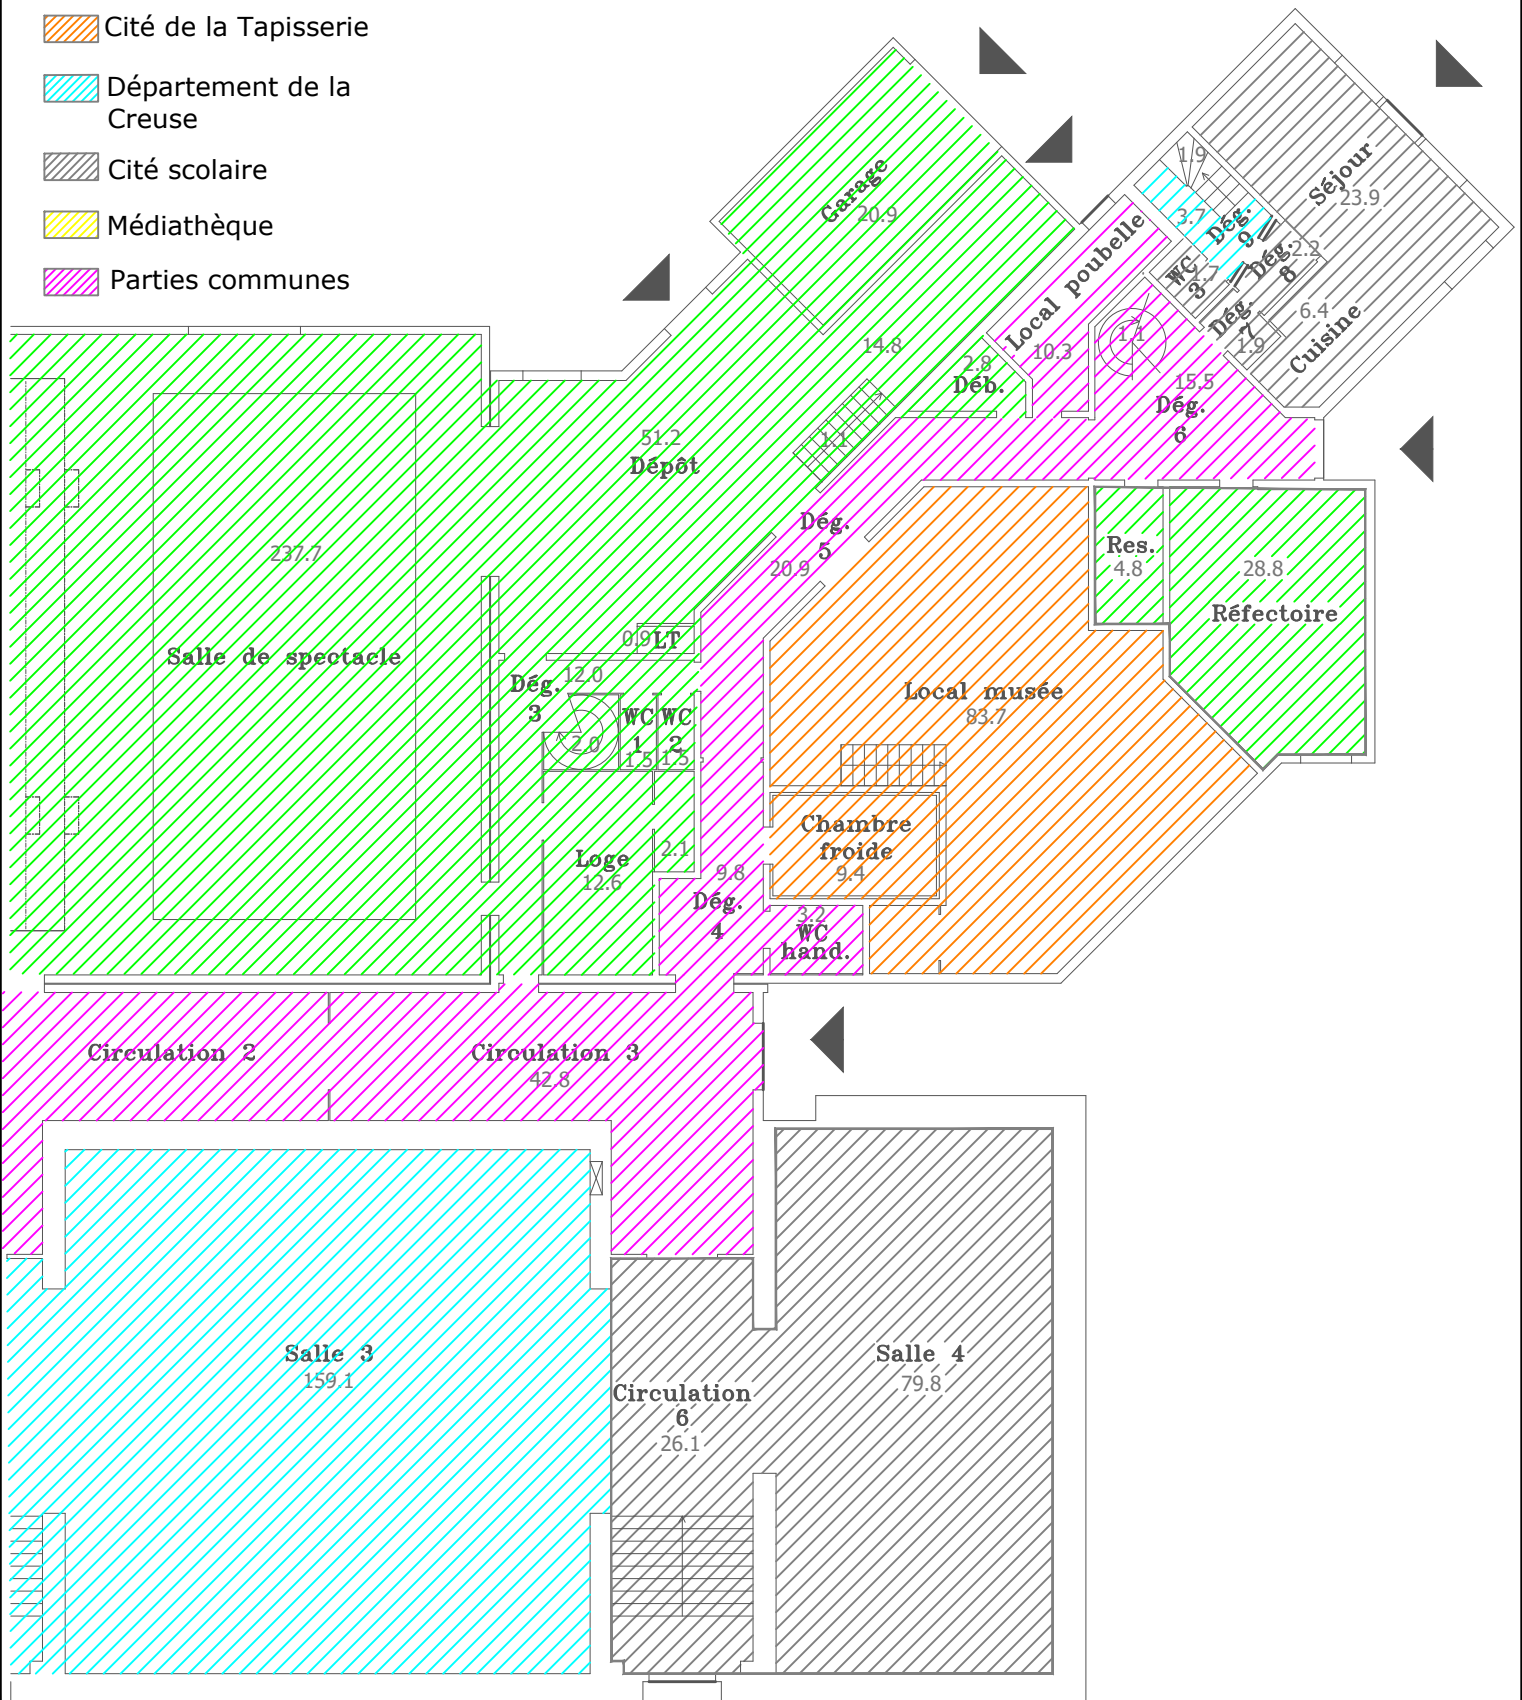 Cité de la Tapisserie
Département de la
Creuse
Cité scolaire
Médiathèque
Parties communes
Garage
20.9
14.8
2.8
Déb.
Local poubelle
10.3
1.1
15.5
Dég.
6
1.9
3.7
Dég.
9
WC
3
1.7
Dég.
8
2.2
Dég.
7
1.9
Séjour
23.9
6.4
Cuisine
51.2
Dépôt
1.1
Dég.
5
20.9
237.7
Salle de spectacle
Res.
4.8
28.8
Réfectoire
0.9
LT
12.0
Dég.
3
2.0
WC
1
1.5
WC
2
1.5
Local musée
83.7
Chambre
froide
9.4
Loge
12.6
2.1
9.8
Dég.
4
3.2
WC
hand.
Circulation 2
Circulation 3
42.8
Salle 3
159.1
Circulation
6
26.1
Salle 4
79.8